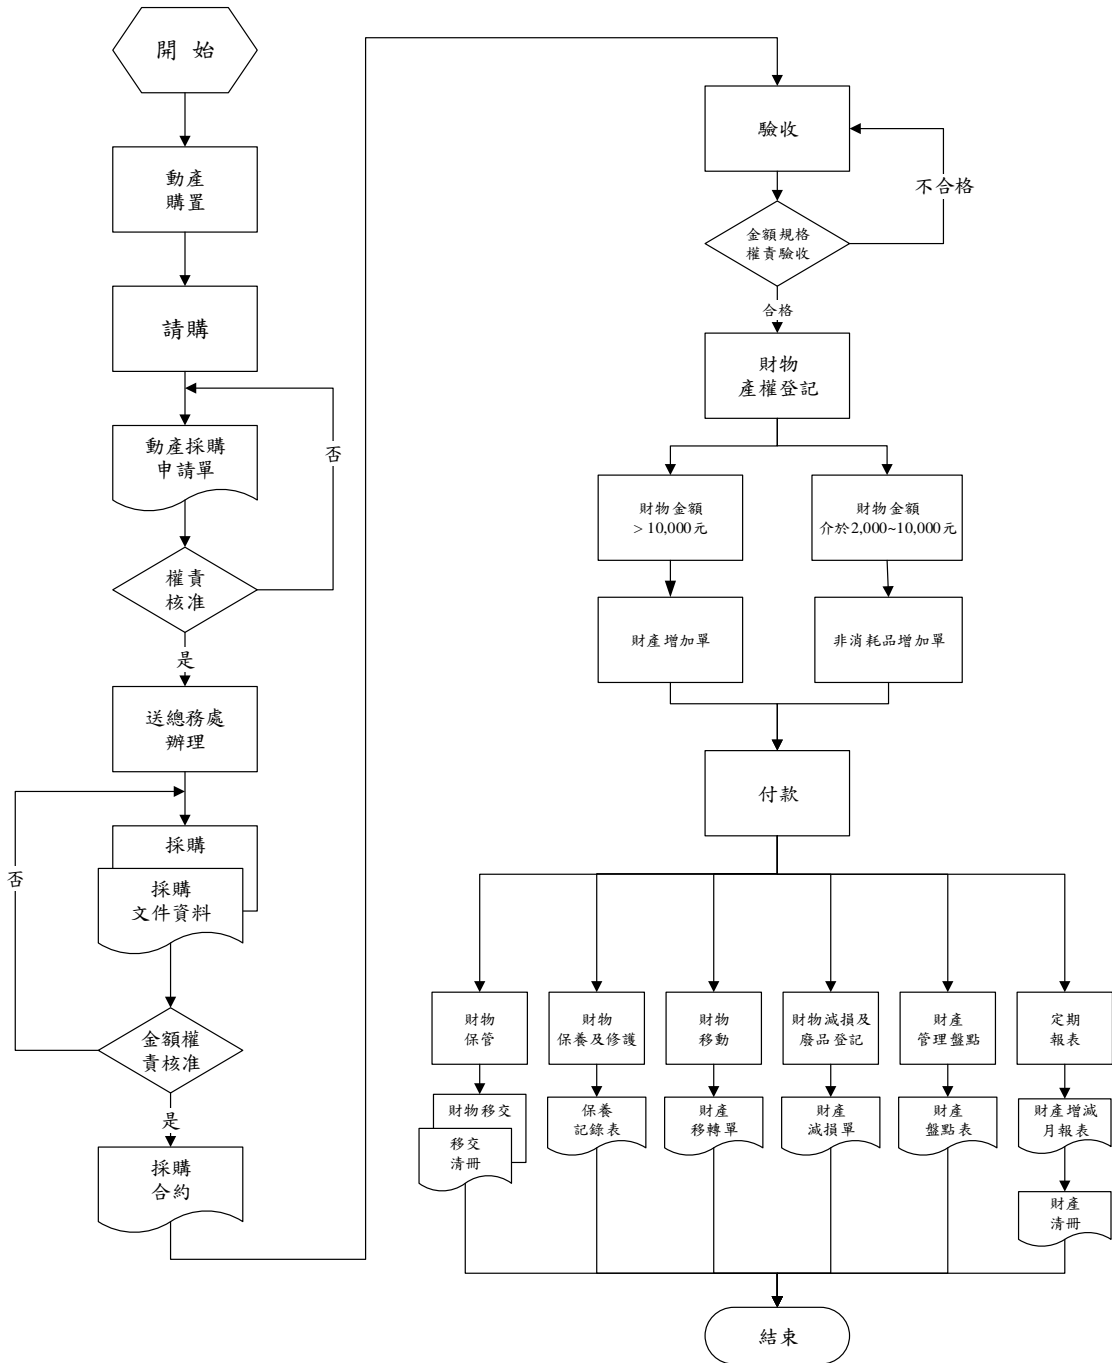 開 始
動產
購置
請購
動產採購
申請單
否
權責
核准
是
送總務處
辦理
採購
採購
文件資料
否
金額權
責核准
是
採購
合約
驗收
不合格
金額規格
權責驗收
合格
財物
產權登記
財物金額
> 10,000元
財物金額
介於2,000~10,000元
財產增加單
非消耗品增加單
付款
財物
保管
財物
保養及修護
財物
移動
財物減損及
廢品登記
財產
管理盤點
定期
報表
財物移交
移交
清冊
保養
記錄表
財產
移轉單
財產
減損單
財產
盤點表
財產增減
月報表
財產
清冊
結束